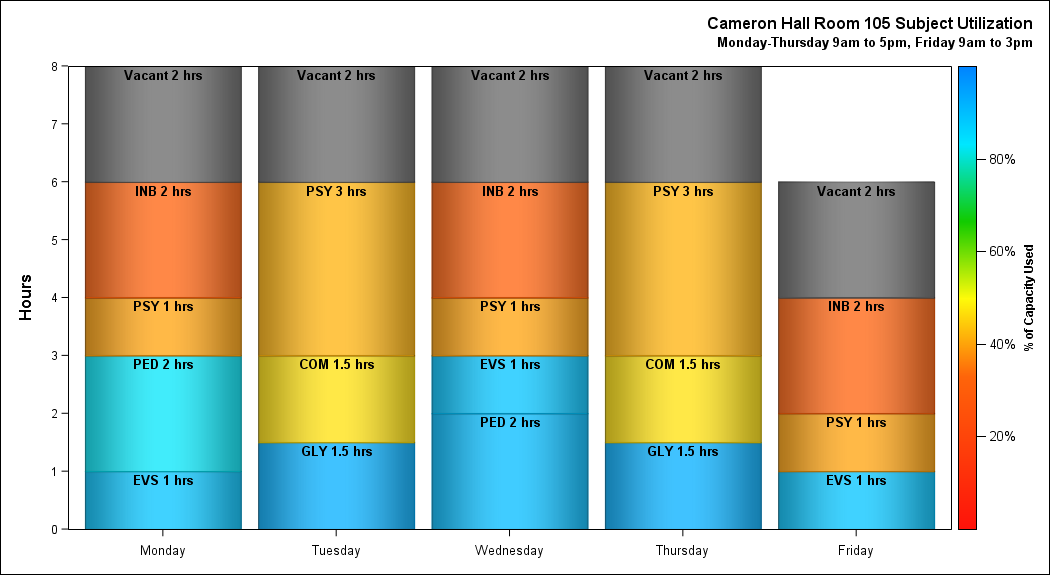 Cameron Hall Room 105 Subject Utilization
Monday-Thursday 9am to 5pm, Friday 9am to 3pm
Hours
8
7
6
5
4
3
2
1
0
Vacant 2 hrs
INB 2 hrs
PSY 1 hrs
PED 2 hrs
EVS 1 hrs
Monday
Vacant 2 hrs
PSY 3 hrs
COM 1.5 hrs
GLY 1.5 hrs
Tuesday
Vacant 2 hrs
INB 2 hrs
PSY 1 hrs
EVS 1 hrs
PED 2 hrs
Wednesday
Vacant 2 hrs
PSY 3 hrs
COM 1.5 hrs
GLY 1.5 hrs
Thursday
Vacant 2 hrs
INB 2 hrs
PSY 1 hrs
EVS 1 hrs
Friday
80%
60%
40%
20%
% of Capacity Used